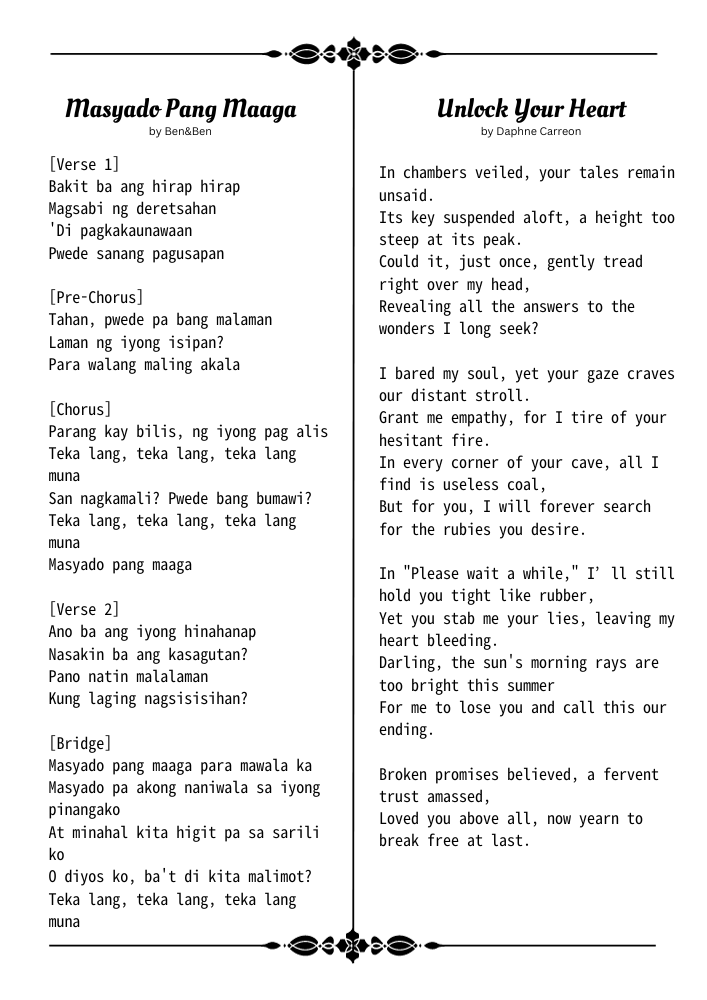 Masyado Pang Maaga
by Ben&Ben
[Verse 1]
Bakit ba ang hirap hirap
Magsabi ng deretsahan
'Di pagkakaunawaan
Pwede sanang pagusapan
[Pre-Chorus]
Tahan, pwede pa bang malaman
Laman ng iyong isipan?
Para walang maling akala
[Chorus]
Parang kay bilis, ng iyong pag alis
Teka lang, teka lang, teka lang
muna
San nagkamali? Pwede bang bumawi?
Teka lang, teka lang, teka lang
muna
Masyado pang maaga
[Verse 2]
Ano ba ang iyong hinahanap
Nasakin ba ang kasagutan?
Pano natin malalaman
Kung laging nagsisisihan?
[Bridge]
Masyado pang maaga para mawala ka
Masyado pa akong naniwala sa iyong
pinangako
At minahal kita higit pa sa sarili
ko
O diyos ko, ba't di kita malimot?
Teka lang, teka lang, teka lang
muna
Unlock Your Heart
by Daphne Carreon
In chambers veiled, your tales remain
unsaid.
Its key suspended aloft, a height too
steep at its peak.
Could it, just once, gently tread
right over my head,
Revealing all the answers to the
wonders I long seek?
I bared my soul, yet your gaze craves
our distant stroll.
Grant me empathy, for I tire of your
hesitant fire.
In every corner of your cave, all I
find is useless coal,
But for you, I will forever search
for the rubies you desire.
In "Please wait a while," I’ ll still
hold you tight like rubber,
Yet you stab me your lies, leaving my
heart bleeding.
Darling, the sun's morning rays are
too bright this summer
For me to lose you and call this our
ending.
Broken promises believed, a fervent
trust amassed,
Loved you above all, now yearn to
break free at last.